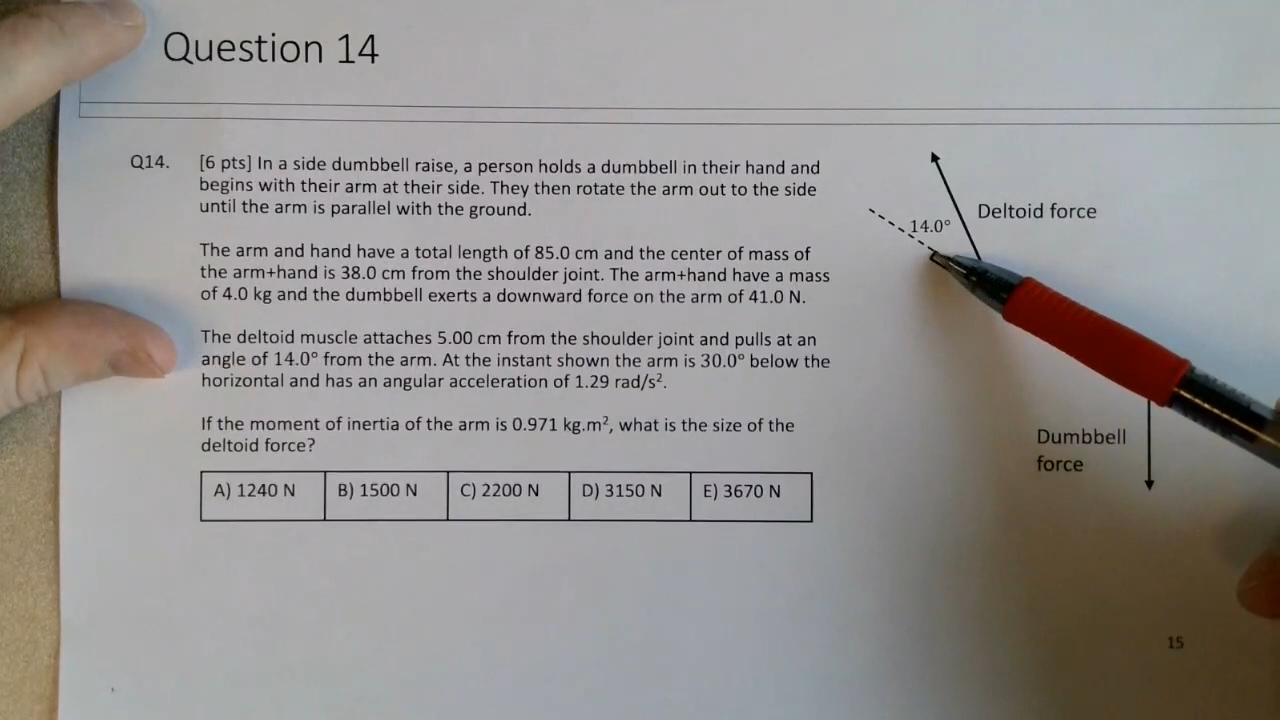 Question 14
Q14. [6 pts] In a side dumbbell raise, a person holds a dumbbell in their hand and
begins with their arm at their side. They then rotate the arm out to the side
until the arm is parallel with the ground.
The arm and hand have a total length of 85.0 cm and the center of mass of
the arm+hand is 38.0 cm from the shoulder joint. The arm+hand have a mass
of 4.0 kg and the dumbbell exerts a downward force on the arm of 41.0 N.
The deltoid muscle attaches 5.00 cm from the shoulder joint and pulls at an
angle of 14.0° from the arm. At the instant shown the arm is 30.0° below the
horizontal and has an angular acceleration of 1.29 rad/s².
If the moment of inertia of the arm is 0.971 kg.m², what is the size of the
deltoid force?
A) 1240 N B) 1500 N C) 2200 N D) 3150 N E) 3670 N
Deltoid force
14.0°
Dumbbell
force
15